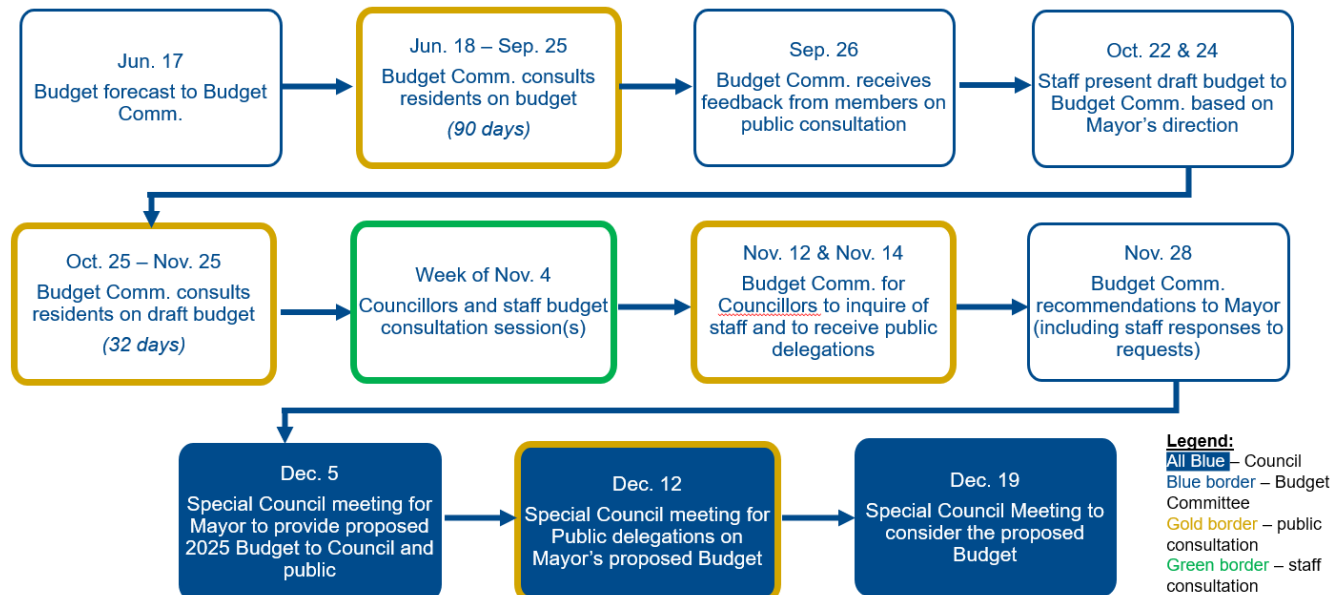 Jun. 17
Budget forecast to Budget
Comm.
Jun. 18 – Sep. 25
Budget Comm. consults
residents on budget
(90 days)
Sep. 26
Budget Comm. receives
feedback from members on
public consultation
Oct. 22 & 24
Staff present draft budget to
Budget Comm. based on
Mayor's direction
Oct. 25 – Nov. 25
Budget Comm. consults
residents on draft budget
(32 days)
Week of Nov. 4
Councillors and staff budget
consultation session(s)
Nov. 12 & Nov. 14
Budget Comm. for
Councillors to inquire of
staff and to receive public
delegations
Nov. 28
Budget Comm.
recommendations to Mayor
(including staff responses to
requests)
Dec. 5
Special Council meeting for
Mayor to provide proposed
2025 Budget to Council and
public
Dec. 12
Special Council meeting for
Public delegations on
Mayor's proposed Budget
Dec. 19
Special Council Meeting to
consider the proposed
Budget
Legend:
All Blue – Council
Blue border – Budget
Committee
Gold border – public
consultation
Green border – staff
consultation